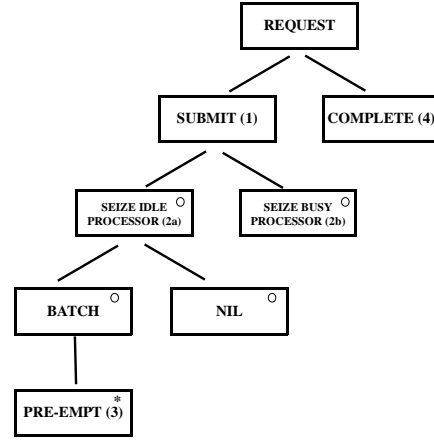 REQUEST
SUBMIT (1)
COMPLETE (4)
SEIZE IDLE
PROCESSOR (2a)
SEIZE BUSY
PROCESSOR (2b)
BATCH
NIL
*
PRE-EMPT (3)